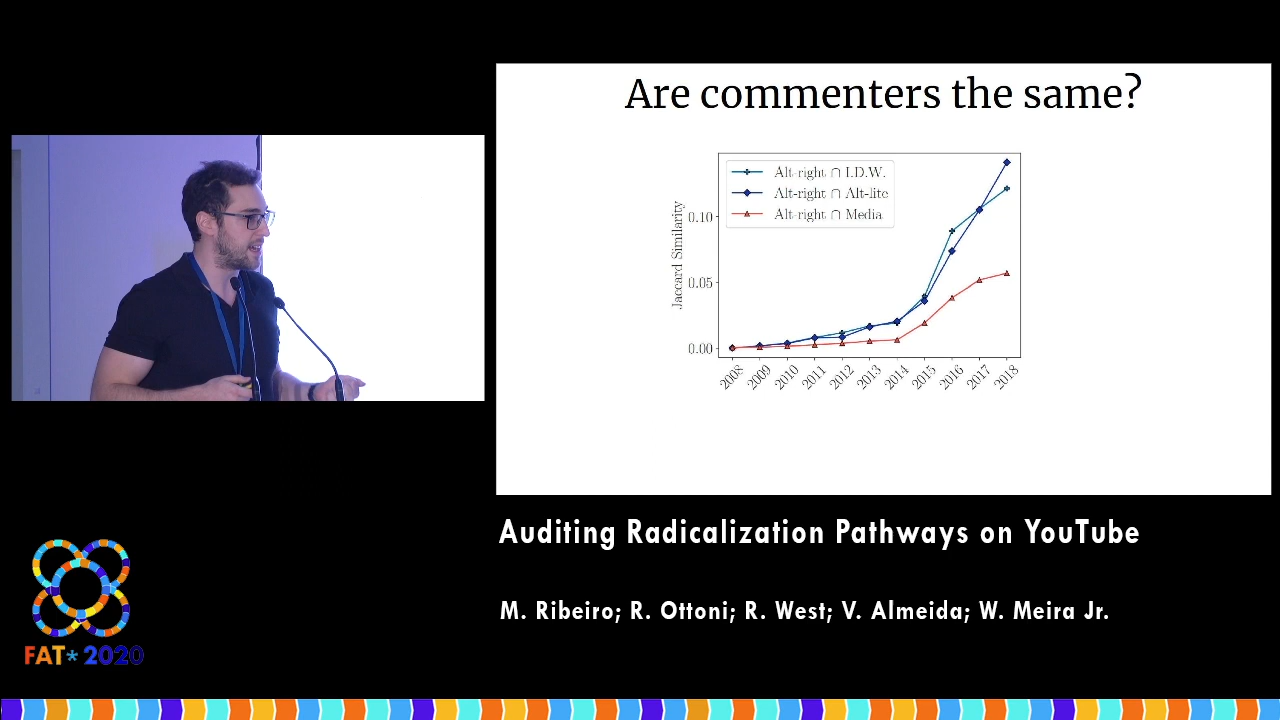 Are commenters the same?
Alt-right ∩ I.D.W.
Alt-right ∩ Alt-lite
Alt-right ∩ Media
Jaccard Similarity
0.10
0.05
0.00
2008
2009
2010
2011
2012
2013
2014
2015
2016
2017
2018
Auditing Radicalization Pathways on YouTube
M. Ribeiro; R. Ottoni; R. West; V. Almeida; W. Meira Jr.
FAT* 2020